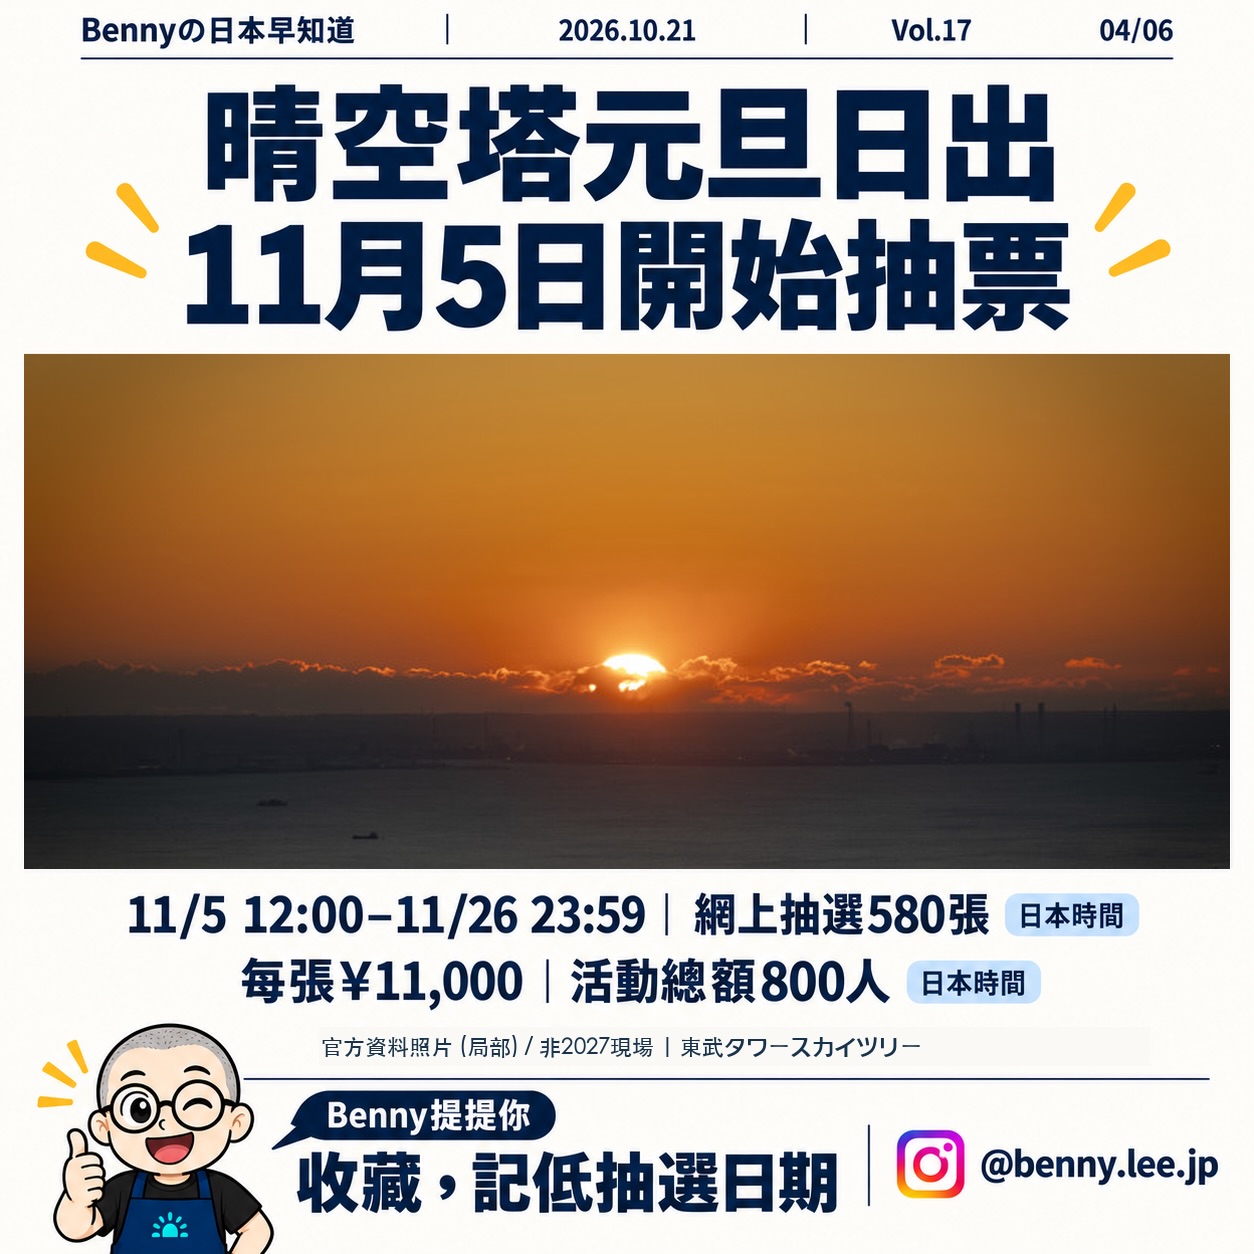 Bennyの日本早知道 | 2026.10.21 | Vol.17 04/06
晴空塔元旦日出
11月5日開始抽票
11/5 12:00–11/26 23:59｜網上抽選580張 日本時間
每張¥11,000｜活動總額800人 日本時間
官方資料照片 (局部) / 非2027現場｜東武タワースカイツリー
Benny提提你
收藏，記低抽選日期
@benny.lee.jp